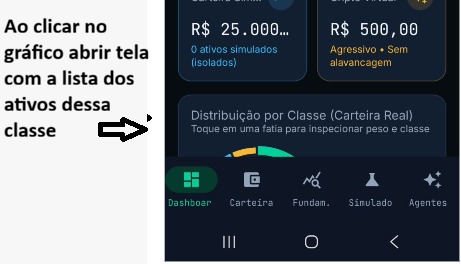 Ao clicar no
gráfico abrir tela
com a lista dos
ativos dessa
classe
R$ 25.000…
0 ativos simulados
(isolados)
R$ 500,00
Agressivo • Sem
alavancagem
Distribuição por Classe (Carteira Real)
Toque em uma fatia para inspecionar peso e classe
Dashboar
Carteira
Fundam.
Simulado
Agentes